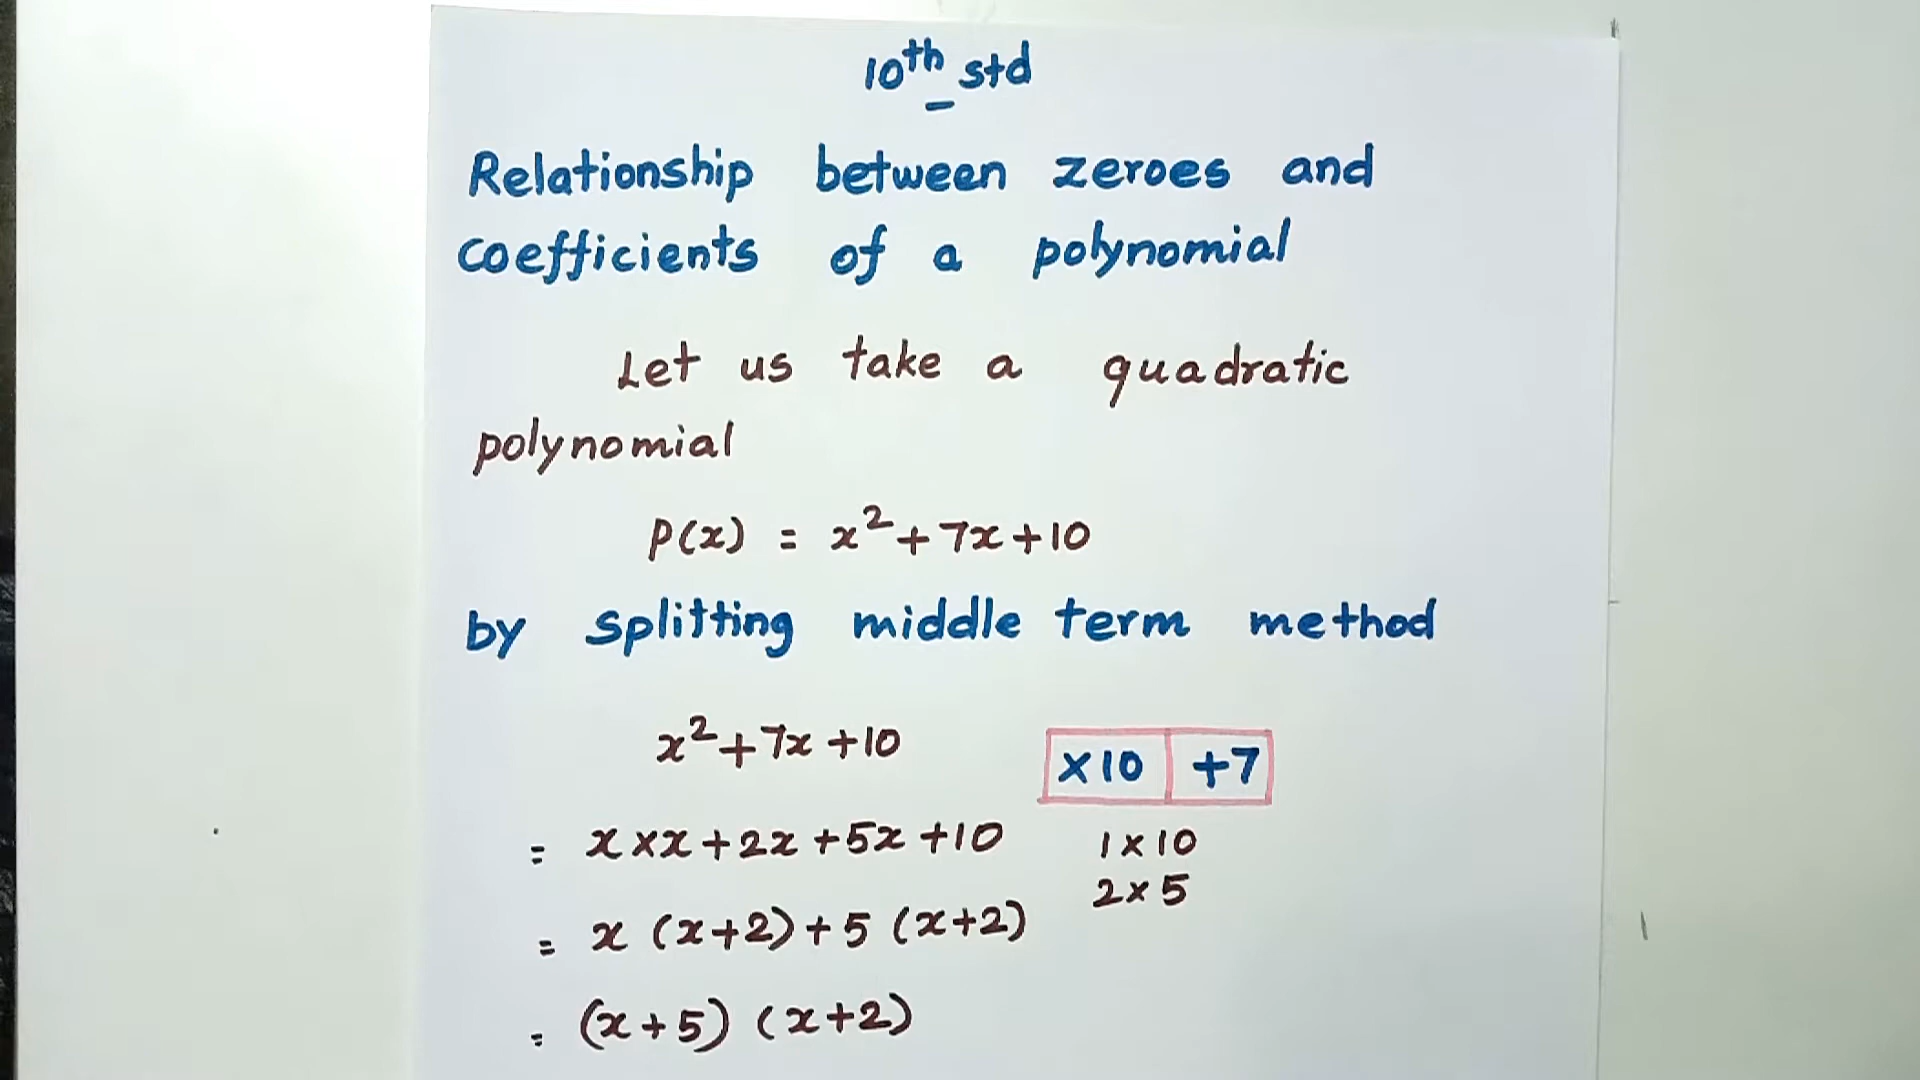 10th std
Relationship between zeroes and
coefficients of a polynomial
Let us take a quadratic
polynomial
P(x) = x² + 7x + 10
by splitting middle term method
x² + 7x + 10
×10 +7
= x × x + 2x + 5x + 10
1 × 10
2 × 5
= x (x+2) + 5 (x+2)
= (x+5) (x+2)